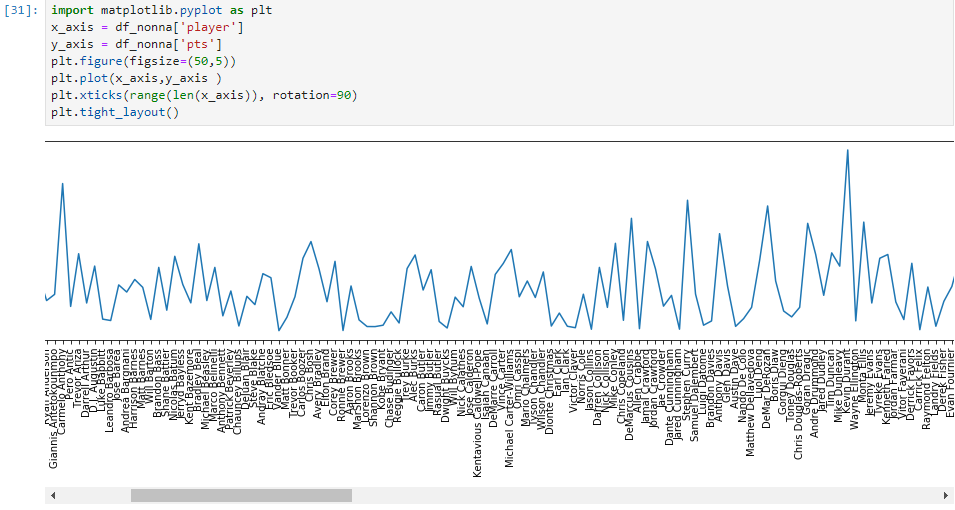 [31]: import matplotlib.pyplot as plt
x_axis = df_nonna['player']
y_axis = df_nonna['pts']
plt.figure(figsize=(50,5))
plt.plot(x_axis,y_axis )
plt.xticks(range(len(x_axis)), rotation=90)
plt.tight_layout()
Giannis Antetokounmpo
Carmelo Anthony
Pero Antic
Trevor Ariza
Darrell Arthur
D.J. Augustin
Luke Babbitt
Leandro Barbosa
Jose Barea
Andrea Bargnani
Harrison Barnes
Matt Barnes
Will Barton
Brandon Bass
Shane Battier
Nicolas Batum
Jerryd Bayless
Kent Bazemore
Bradley Beal
Michael Beasley
Marco Belinelli
Anthony Bennett
Patrick Beverley
Chauncey Billups
DeJuan Blair
Steve Blake
Andray Blatche
Eric Bledsoe
Vander Blue
Matt Bonner
Trevor Booker
Carlos Boozer
Chris Bosh
Avery Bradley
Elton Brand
Corey Brewer
Ronnie Brewer
Aaron Brooks
MarShon Brooks
Lorenzo Brown
Shannon Brown
Kobe Bryant
Chase Budinger
Reggie Bullock
Trey Burke
Alec Burks
Caron Butler
Jimmy Butler
Rasual Butler
Dwight Buycks
Will Bynum
Nick Calathes
Jose Calderon
Kentavious Caldwell-Pope
Isaiah Canaan
DeMarre Carroll
Vince Carter
Michael Carter-Williams
Omri Casspi
Mario Chalmers
Tyson Chandler
Wilson Chandler
Dionte Christmas
Earl Clark
Ian Clark
Victor Claver
Norris Cole
Jason Collins
Darren Collison
Nick Collison
Mike Conley
Chris Copeland
DeMarcus Cousins
Allen Crabbe
Jamal Crawford
Jordan Crawford
Jae Crowder
Dante Cunningham
Jared Cunningham
Stephen Curry
Samuel Dalembert
Luigi Datome
Brandon Davies
Anthony Davis
Glen Davis
Austin Daye
Nando De Colo
Matthew Dellavedova
Luol Deng
DeMar DeRozan
Boris Diaw
Gorgui Dieng
Toney Douglas
Chris Douglas-Roberts
Goran Dragic
Andre Drummond
Jared Dudley
Tim Duncan
Mike Dunleavy
Kevin Durant
Wayne Ellington
Monta Ellis
Jeremy Evans
Tyreke Evans
Kenneth Faried
Jordan Farmar
Vitor Faverani
Derrick Favors
Carrick Felix
Raymond Felton
Landry Fields
Derek Fisher
Evan Fournier